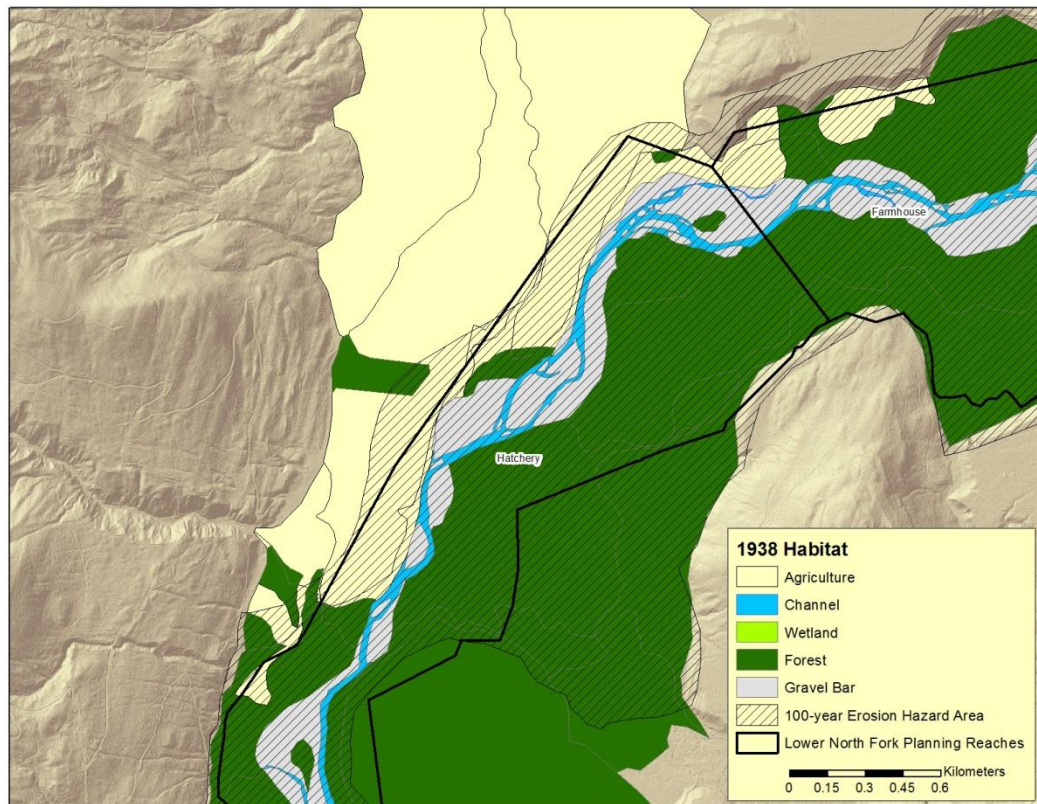 Farmhouse
Hatchery
1938 Habitat
Agriculture
Channel
Wetland
Forest
Gravel Bar
100-year Erosion Hazard Area
Lower North Fork Planning Reaches
Kilometers
0 0.15 0.3 0.45 0.6